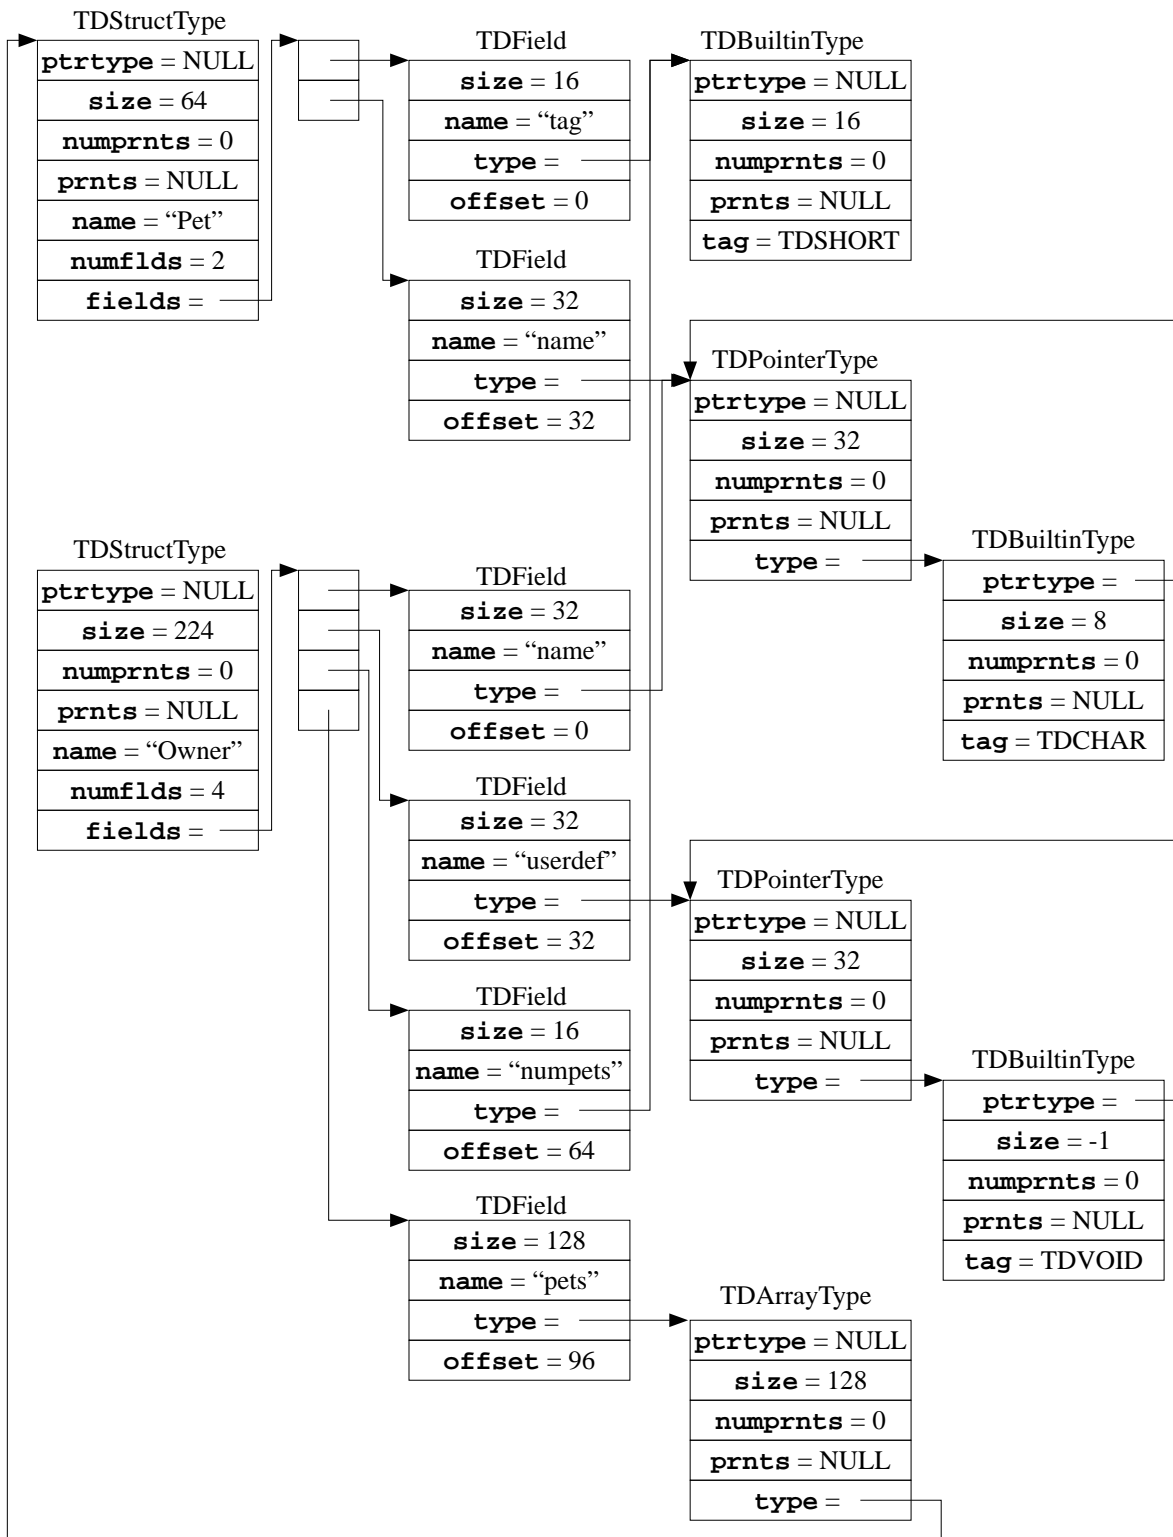 TDStructType
ptrtype = NULL
size = 64
numprnts = 0
prnts = NULL
name = “Pet”
numflds = 2
fields =
TDField
size = 16
name = “tag”
type =
offset = 0
TDBuiltinType
ptrtype = NULL
size = 16
numprnts = 0
prnts = NULL
tag = TDSHORT
TDField
size = 32
name = “name”
type =
offset = 32
TDPointerType
ptrtype = NULL
size = 32
numprnts = 0
prnts = NULL
type =
TDBuiltinType
ptrtype =
size = 8
numprnts = 0
prnts = NULL
tag = TDCHAR
TDStructType
ptrtype = NULL
size = 224
numprnts = 0
prnts = NULL
name = “Owner”
numflds = 4
fields =
TDField
size = 32
name = “name”
type =
offset = 0
TDField
size = 32
name = “userdef”
type =
offset = 32
TDPointerType
ptrtype = NULL
size = 32
numprnts = 0
prnts = NULL
type =
TDBuiltinType
ptrtype =
size = -1
numprnts = 0
prnts = NULL
tag = TDVOID
TDField
size = 16
name = “numpets”
type =
offset = 64
TDField
size = 128
name = “pets”
type =
offset = 96
TDArrayType
ptrtype = NULL
size = 128
numprnts = 0
prnts = NULL
type =